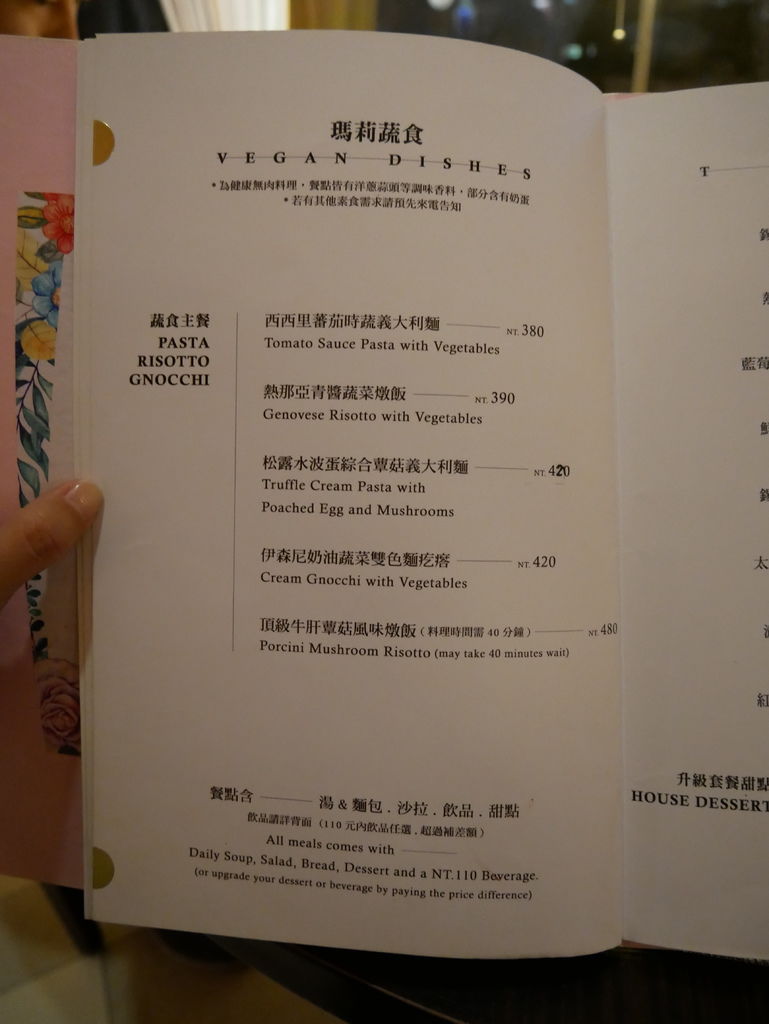 瑪莉蔬食
VEGAN DISHES
*為健康無肉料理，餐點皆有洋蔥蒜頭等調味香料，部分含有奶蛋
*若有其他素食需求請預先來電告知
蔬食主餐
PASTA
RISOTTO
GNOCCHI
西西里蕃茄時蔬義大利麵 NT. 380
Tomato Sauce Pasta with Vegetables
熱那亞青醬蔬菜燉飯 NT. 390
Genovese Risotto with Vegetables
松露水波蛋綜合蕈菇義大利麵 NT. 420
Truffle Cream Pasta with
Poached Egg and Mushrooms
伊森尼奶油蔬菜雙色麵疙瘩 NT. 420
Cream Gnocchi with Vegetables
頂級牛肝蕈菇風味燉飯（料理時間需 40 分鐘） NT. 480
Porcini Mushroom Risotto (may take 40 minutes wait)
餐點含 湯 & 麵包 . 沙拉 . 飲品 . 甜點
飲品請詳背面（110 元內飲品任選 . 超過補差額）
All meals comes with
Daily Soup, Salad, Bread, Dessert and a NT.110 Beverage.
(or upgrade your dessert or beverage by paying the price difference)
T
藍莓
太
紅
升級套餐甜點
HOUSE DESSERT